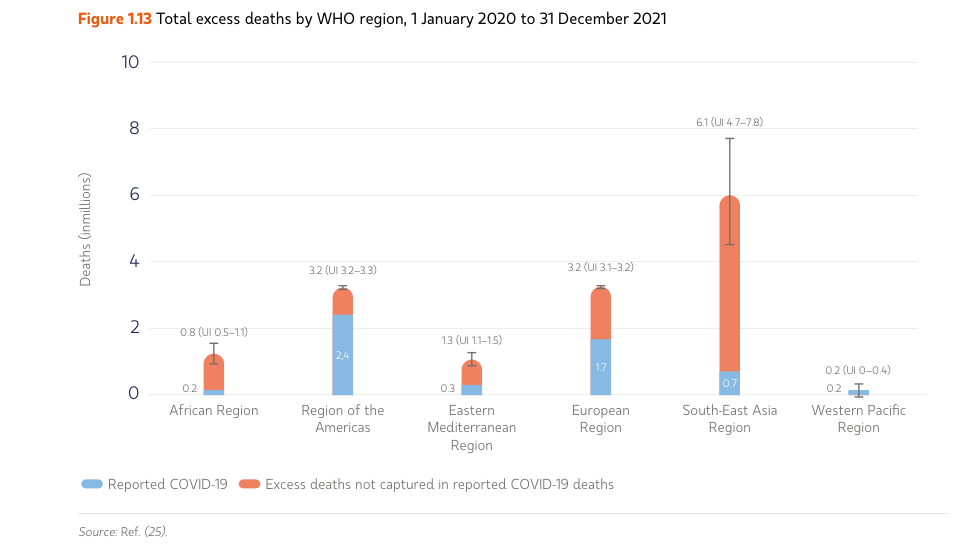 Figure 1.13 Total excess deaths by WHO region, 1 January 2020 to 31 December 2021
Deaths (inmillions)
10
8
6
4
2
0
0.8 (UI 0.5–1.1)
0.2
3.2 (UI 3.2–3.3)
2,4
1.3 (UI 1.1–1.5)
0.3
3.2 (UI 3.1–3.2)
1.7
6.1 (UI 4.7–7.8)
0.7
0.2 (UI 0–0.4)
0.2
African Region
Region of the
Americas
Eastern
Mediterranean
Region
European
Region
South-East Asia
Region
Western Pacific
Region
Reported COVID-19
Excess deaths not captured in reported COVID-19 deaths
Source: Ref. (25).